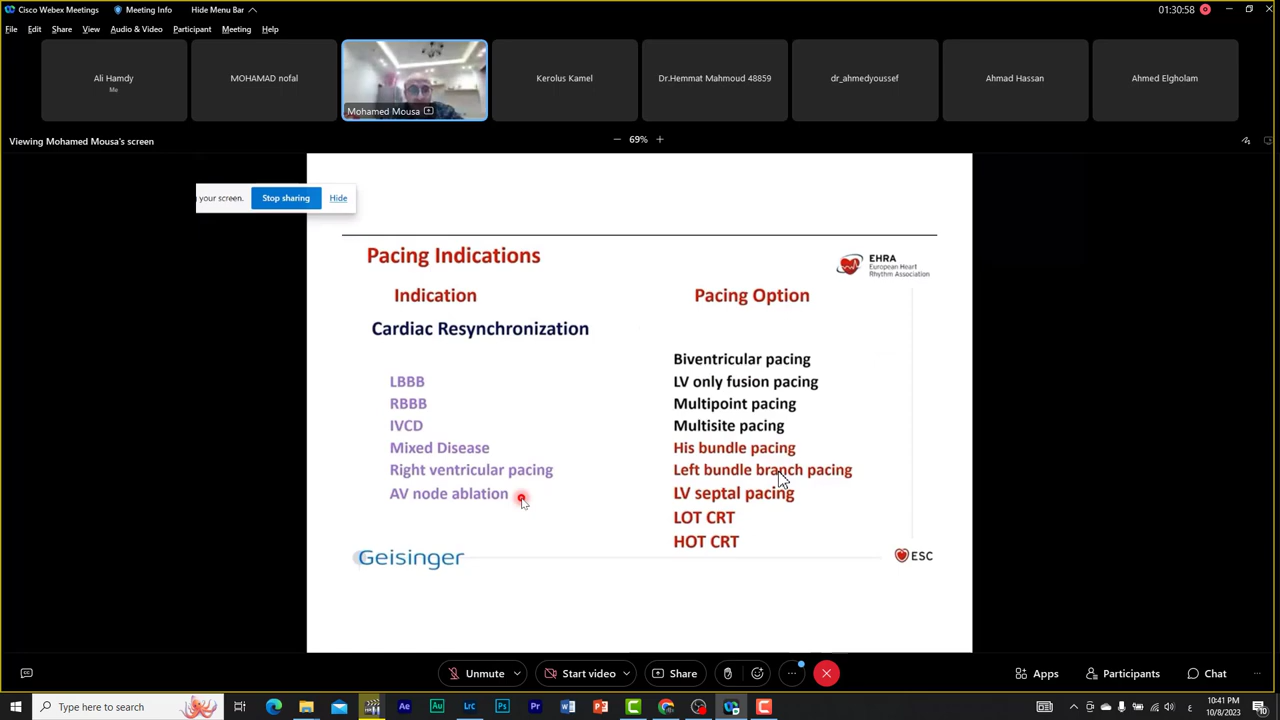 Cisco Webex Meetings
Meeting Info
Hide Menu Bar
01:30:58
File Edit Share View Audio & Video Participant Meeting Help
Ali Hamdy
Me
MOHAMAD nofal
Mohamed Mousa
Kerolus Kamel
Dr.Hemmat Mahmoud 48859
dr_ahmedyoussef
Ahmad Hassan
Ahmed Elgholam
Viewing Mohamed Mousa's screen
69%
your screen.
Stop sharing
Hide
Pacing Indications
EHRA
European Heart
Rhythm Association
Indication
Pacing Option
Cardiac Resynchronization
Biventricular pacing
LBBB
LV only fusion pacing
RBBB
Multipoint pacing
IVCD
Multisite pacing
Mixed Disease
His bundle pacing
Right ventricular pacing
Left bundle branch pacing
AV node ablation
LV septal pacing
LOT CRT
HOT CRT
Geisinger
ESC
Unmute
Start video
Share
Apps
Participants
Chat
Type here to search
Ae
Au
Lrc
Ps
Pr
10:41 PM
10/8/2023